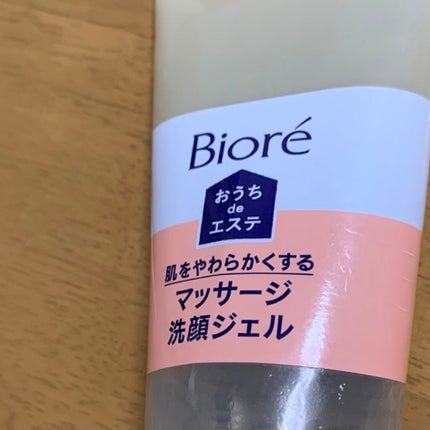 Bioré
おうち
de
エステ
肌をやわらかくする
マッサージ
洗顔ジェル